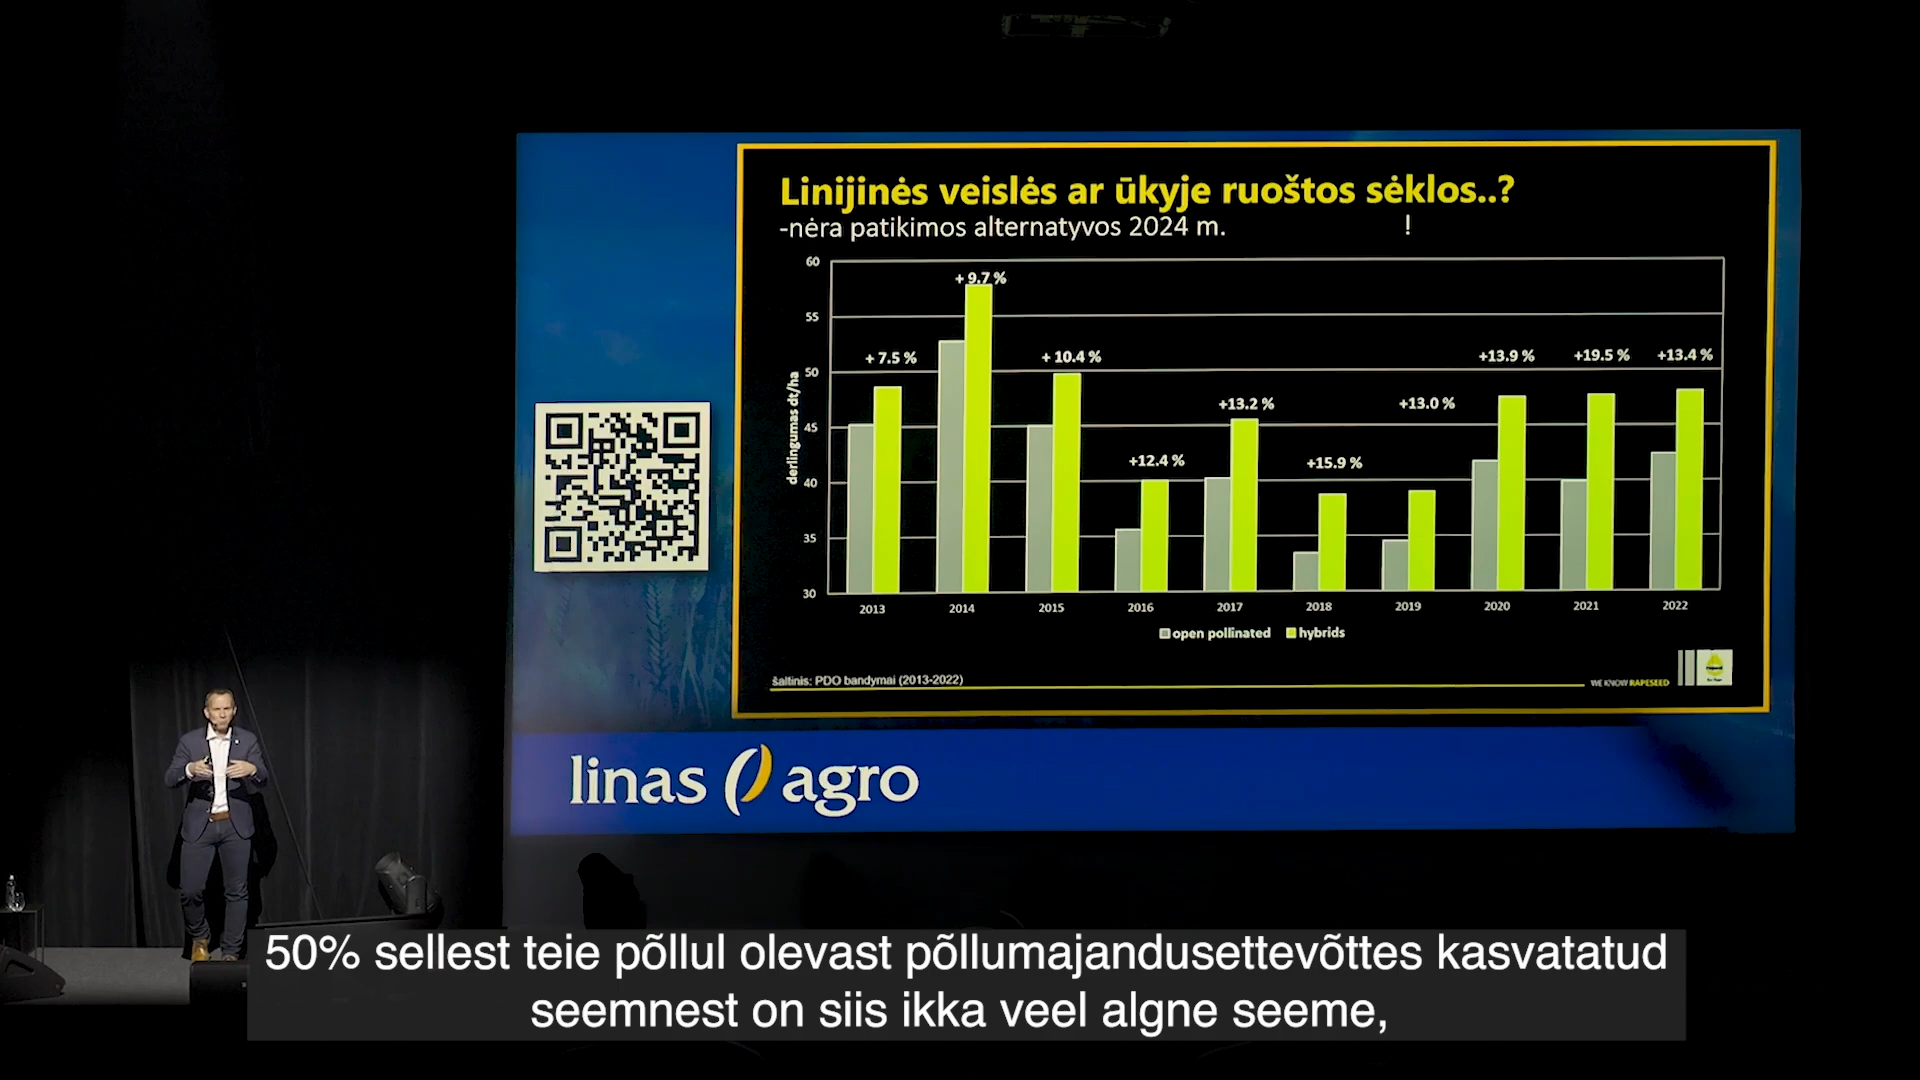 Linijinės veislės ar ūkyje ruoštos sėklos..?
-nėra patikimos alternatyvos 2024 m. !
derlingumas dt/ha
60
55
50
45
40
35
30
+ 7.5 %
+ 9.7 %
+ 10.4 %
+12.4 %
+13.2 %
+15.9 %
+13.0 %
+13.9 %
+19.5 %
+13.4 %
2013 2014 2015 2016 2017 2018 2019 2020 2021 2022
open pollinated hybrids
šaltinis: PDO bandymai (2013-2022)
WE KNOW RAPESEED
linas agro
50% sellest teie põllul olevast põllumajandusettevõttes kasvatatud
seemnest on siis ikka veel algne seeme,